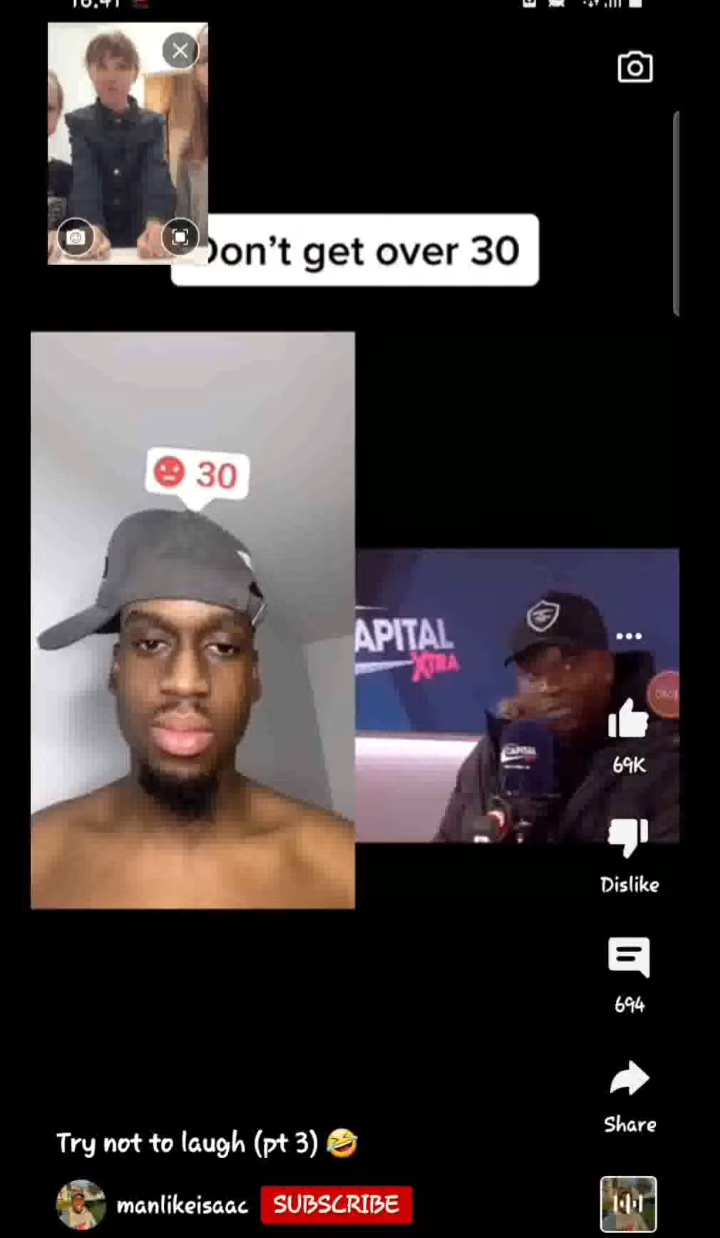 Don't get over 30
30
APITAL
XTRA
CAPITAL
69K
Dislike
694
Share
Try not to laugh (pt 3) 🤣
manlikeisaac SUBSCRIBE